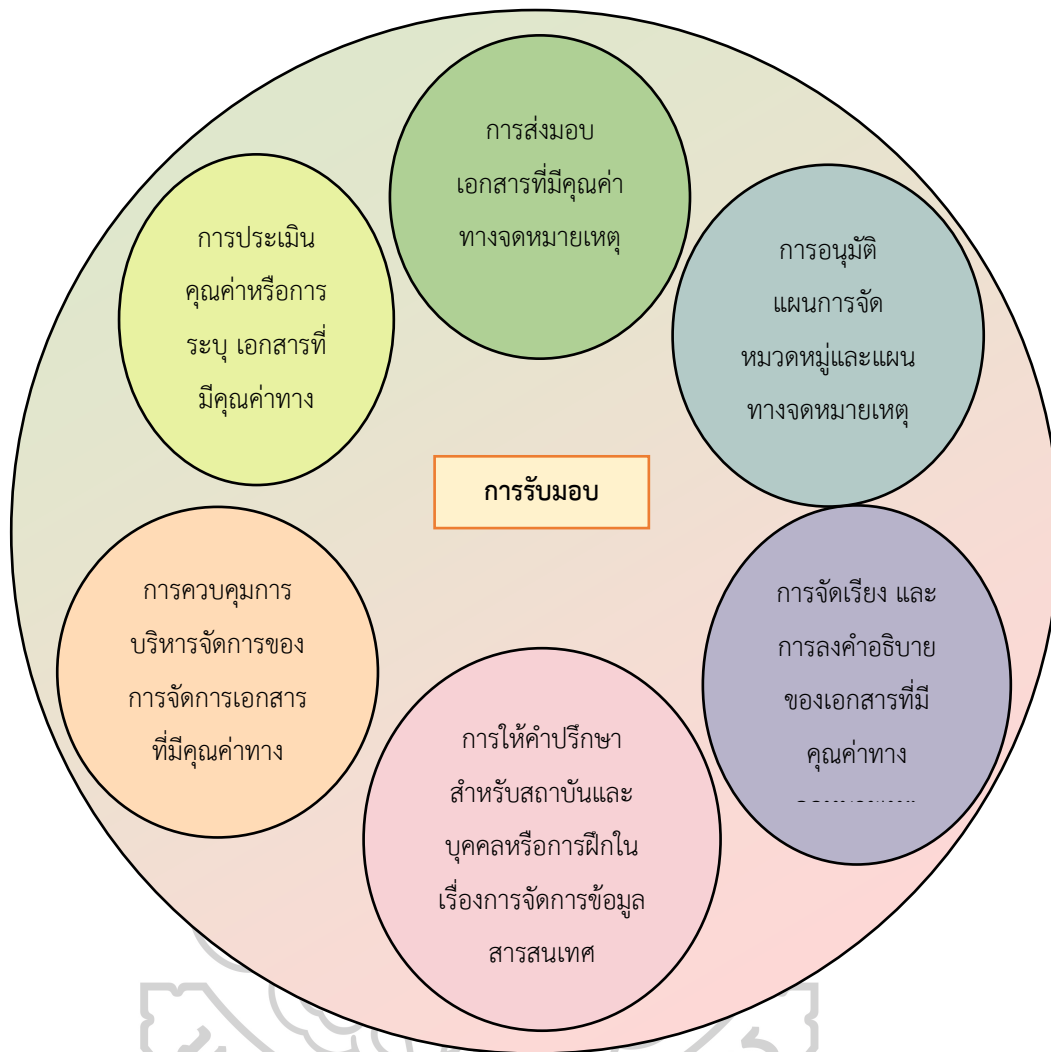 การส่งมอบ
เอกสารที่มีคุณค่า
ทางจดหมายเหตุ
การอนุมัติ
แผนการจัด
หมวดหมู่และแผน
ทางจดหมายเหตุ
การจัดเรียง และ
การลงคำอธิบาย
ของเอกสารที่มี
คุณค่าทาง
การให้คำปรึกษา
สำหรับสถาบันและ
บุคคลหรือการฝึกใน
เรื่องการจัดการข้อมูล
สารสนเทศ
การควบคุมการ
บริหารจัดการของ
การจัดการเอกสาร
ที่มีคุณค่าทาง
การประเมิน
คุณค่าหรือการ
ระบุ เอกสารที่
มีคุณค่าทาง
การรับมอบ